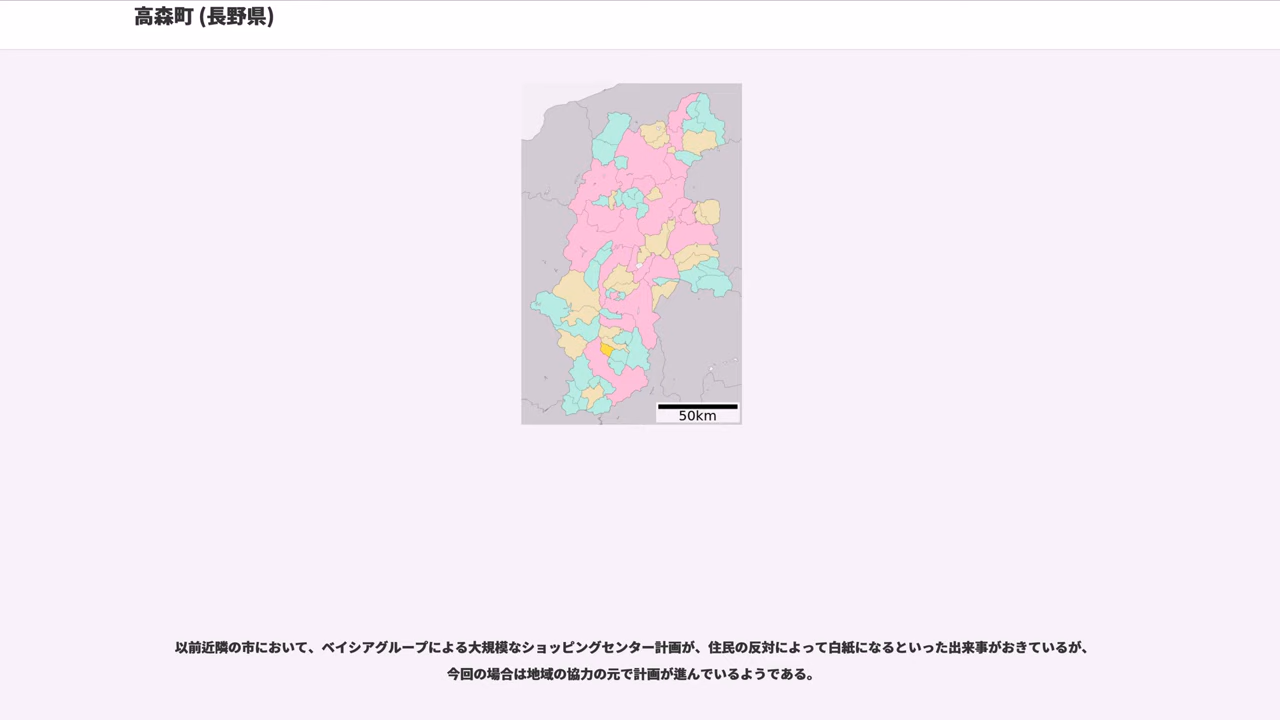 高森町 (長野県)
50km
以前近隣の市において、ベイシアグループによる大規模なショッピングセンター計画が、住民の反対によって白紙になるといった出来事がおきているが、
今回の場合は地域の協力の元で計画が進んでいるようである。